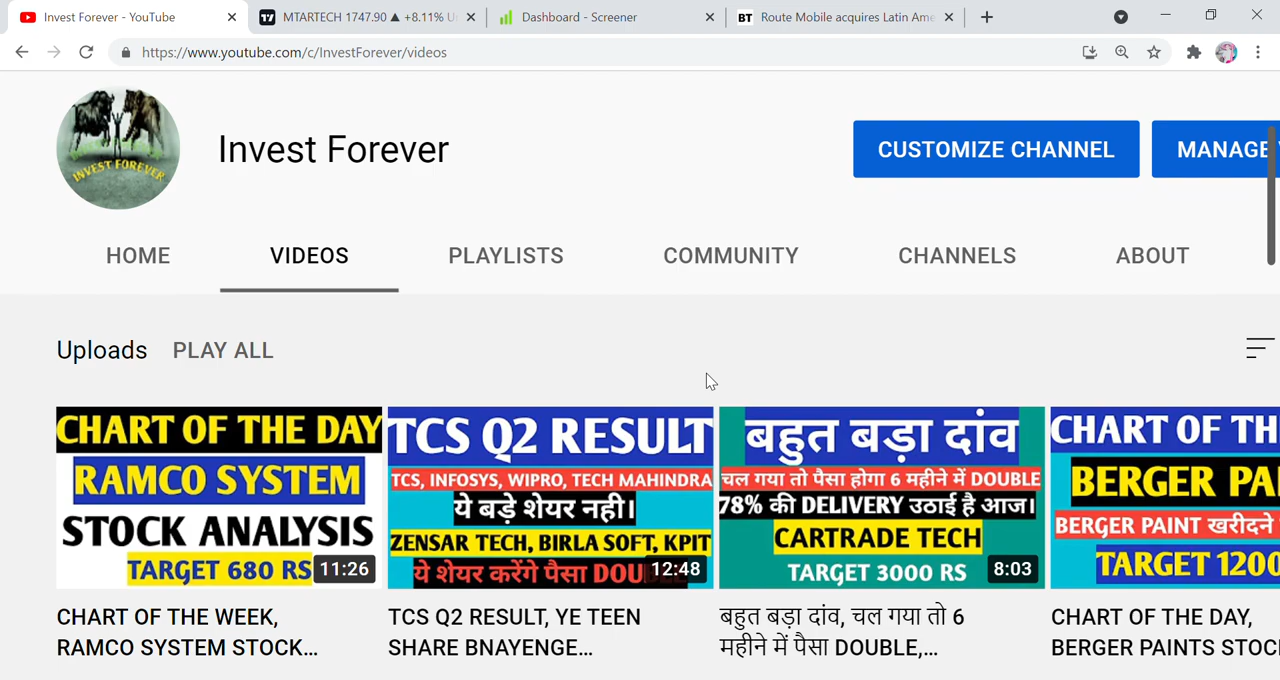 Invest Forever - YouTube
MTARTECH 1747.90 ▲ +8.11% U
Dashboard - Screener
BT Route Mobile acquires Latin Ame
https://www.youtube.com/c/InvestForever/videos
INVEST FOREVER
Invest Forever
CUSTOMIZE CHANNEL
MANAGE
HOME
VIDEOS
PLAYLISTS
COMMUNITY
CHANNELS
ABOUT
Uploads
PLAY ALL
CHART OF THE DAY
RAMCO SYSTEM
STOCK ANALYSIS
TARGET 680 RS
11:26
CHART OF THE WEEK,
RAMCO SYSTEM STOCK...
TCS Q2 RESULT
TCS, INFOSYS, WIPRO, TECH MAHINDRA
ये बड़े शेयर नही।
ZENSAR TECH, BIRLA SOFT, KPIT
ये शेयर करेंगे पैसा DOU
12:48
TCS Q2 RESULT, YE TEEN
SHARE BNAYENGE...
बहुत बड़ा दांव
चल गया तो पैसा होगा 6 महीने में DOUBLE
78% की DELIVERY उठाई है आज।
CARTRADE TECH
TARGET 3000 RS
8:03
बहुत बड़ा दांव, चल गया तो 6
महीने में पैसा DOUBLE,...
CHART OF TH
BERGER PA
BERGER PAINT खरीदने
TARGET 1200
CHART OF THE DAY,
BERGER PAINTS STOC